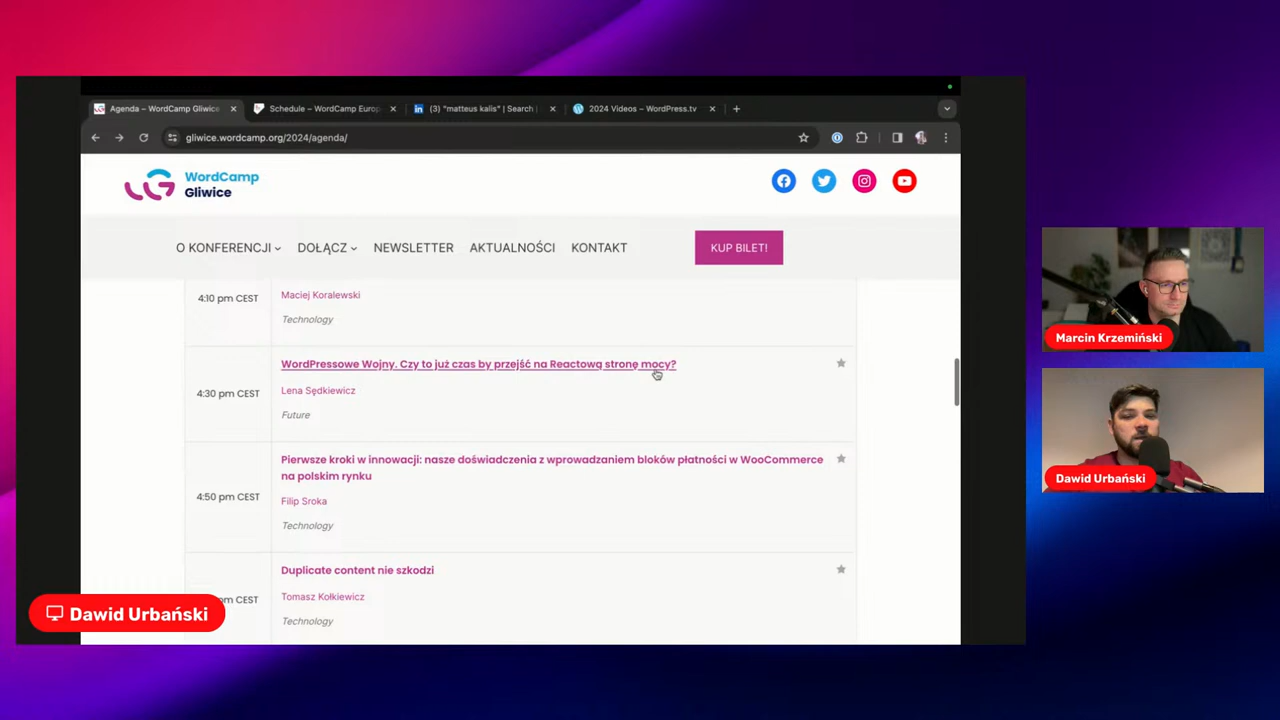 Agenda – WordCamp Gliwice
Schedule – WordCamp Europ
(3) "matteus kalis" | Search |
2024 Videos – WordPress.tv
gliwice.wordcamp.org/2024/agenda/
WordCamp
Gliwice
O KONFERENCJI
DOŁĄCZ
NEWSLETTER
AKTUALNOŚCI
KONTAKT
KUP BILET!
4:10 pm CEST
Maciej Koralewski
Technology
4:30 pm CEST
WordPressowe Wojny. Czy to już czas by przejść na Reactową stronę mocy?
Lena Sędkiewicz
Future
4:50 pm CEST
Pierwsze kroki w innowacji: nasze doświadczenia z wprowadzaniem bloków płatności w WooCommerce
na polskim rynku
Filip Sroka
Technology
pm CEST
Duplicate content nie szkodzi
Tomasz Kołkiewicz
Technology
Dawid Urbański
Marcin Krzemiński
Dawid Urbański